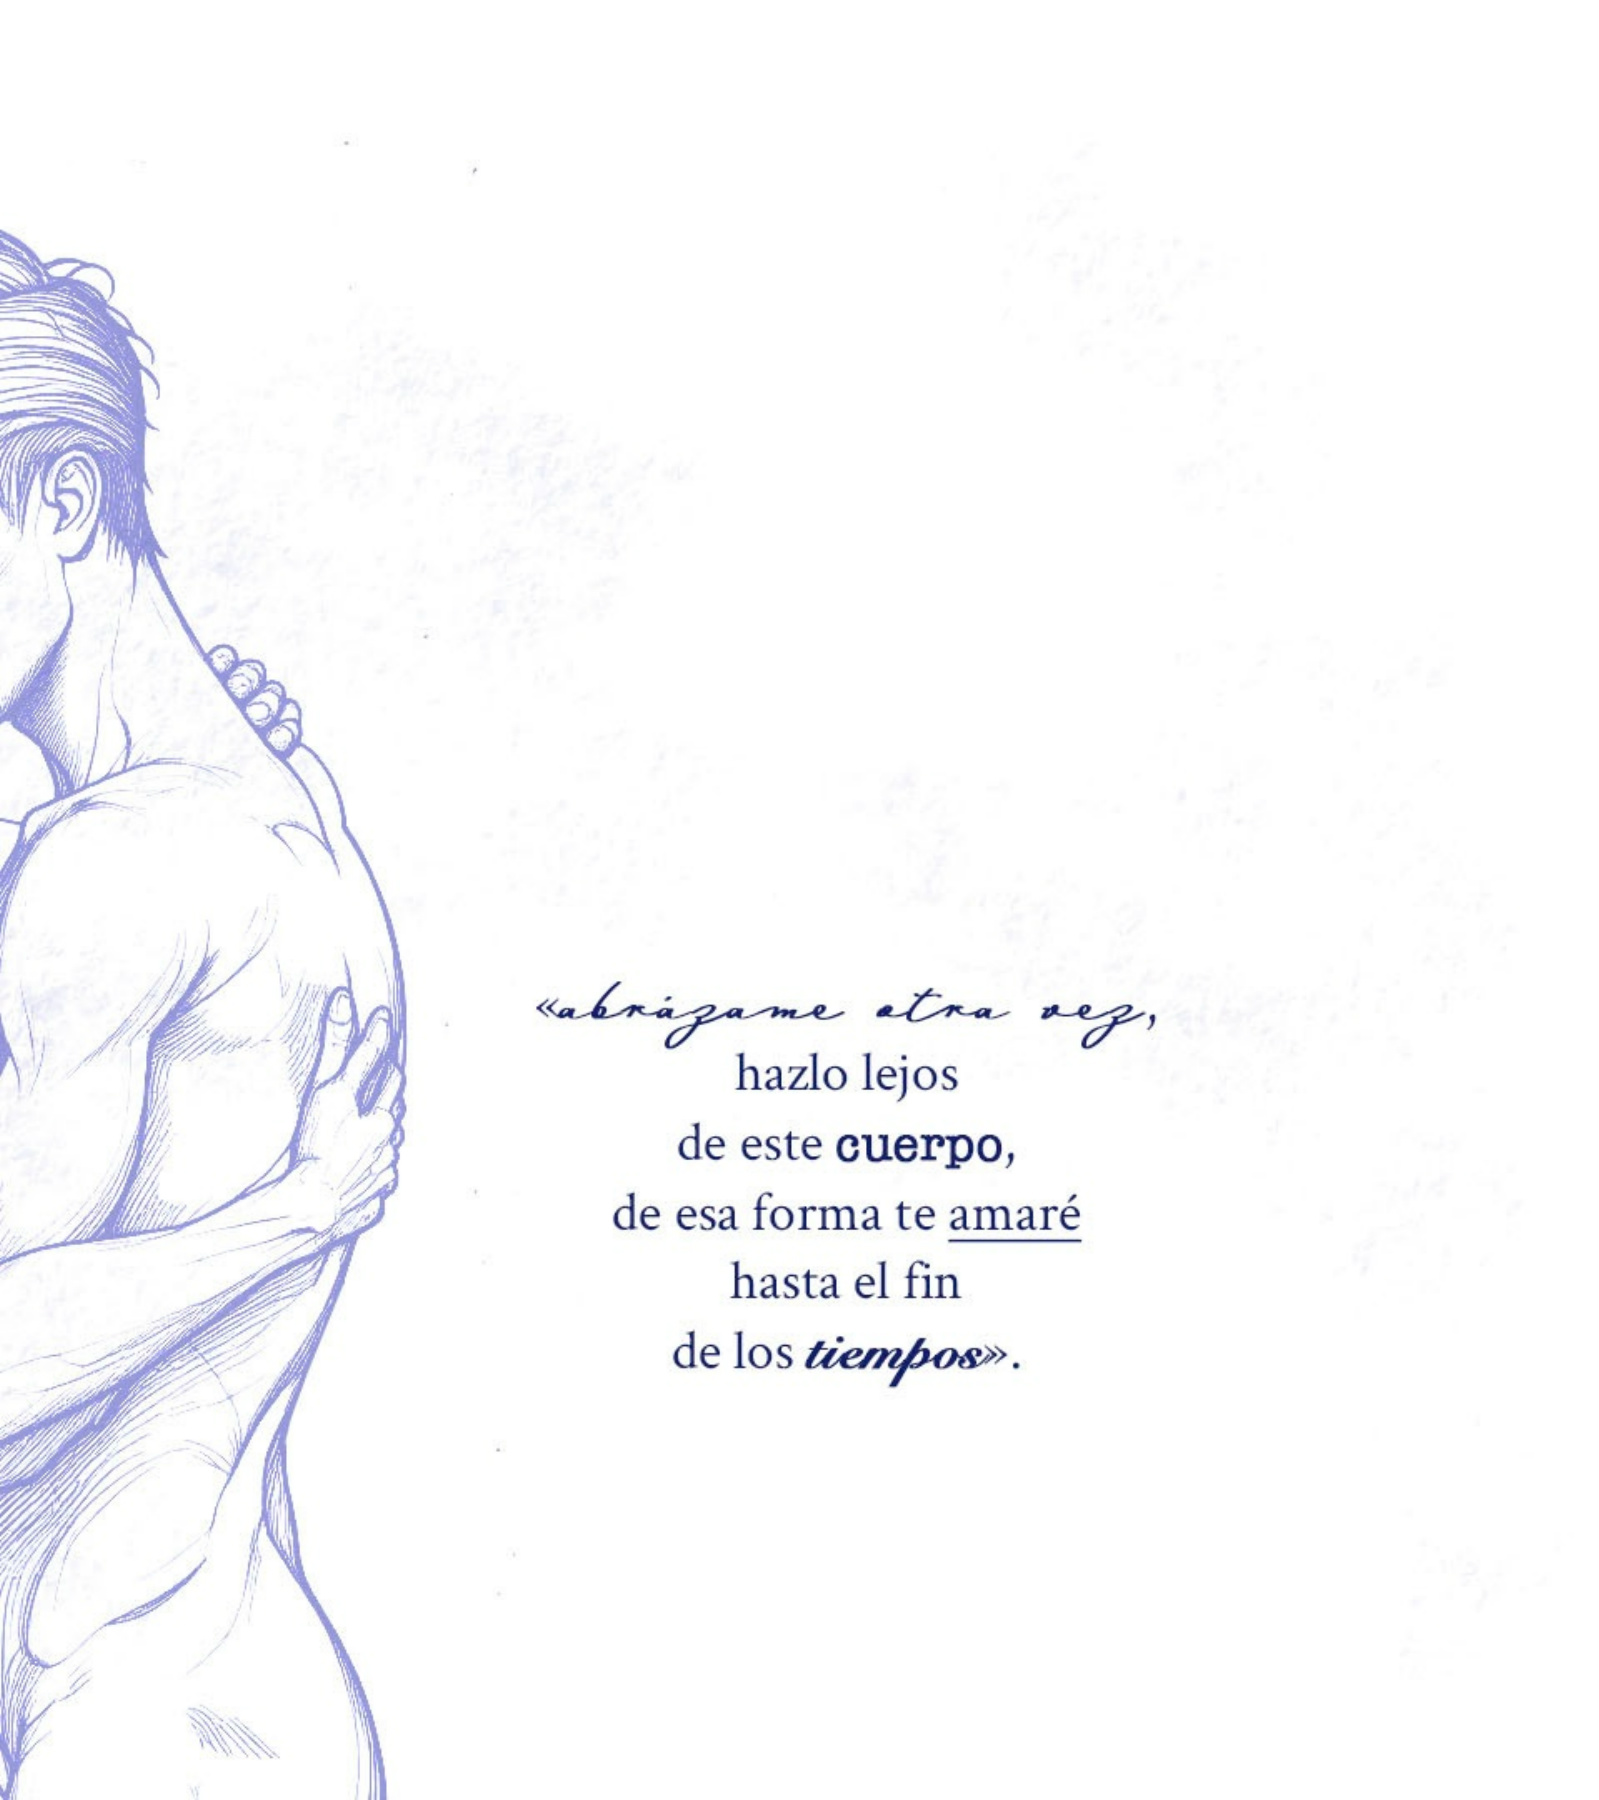 «abrázame otra vez,
hazlo lejos
de este cuerpo,
de esa forma te amaré
hasta el fin
de los tiempos».